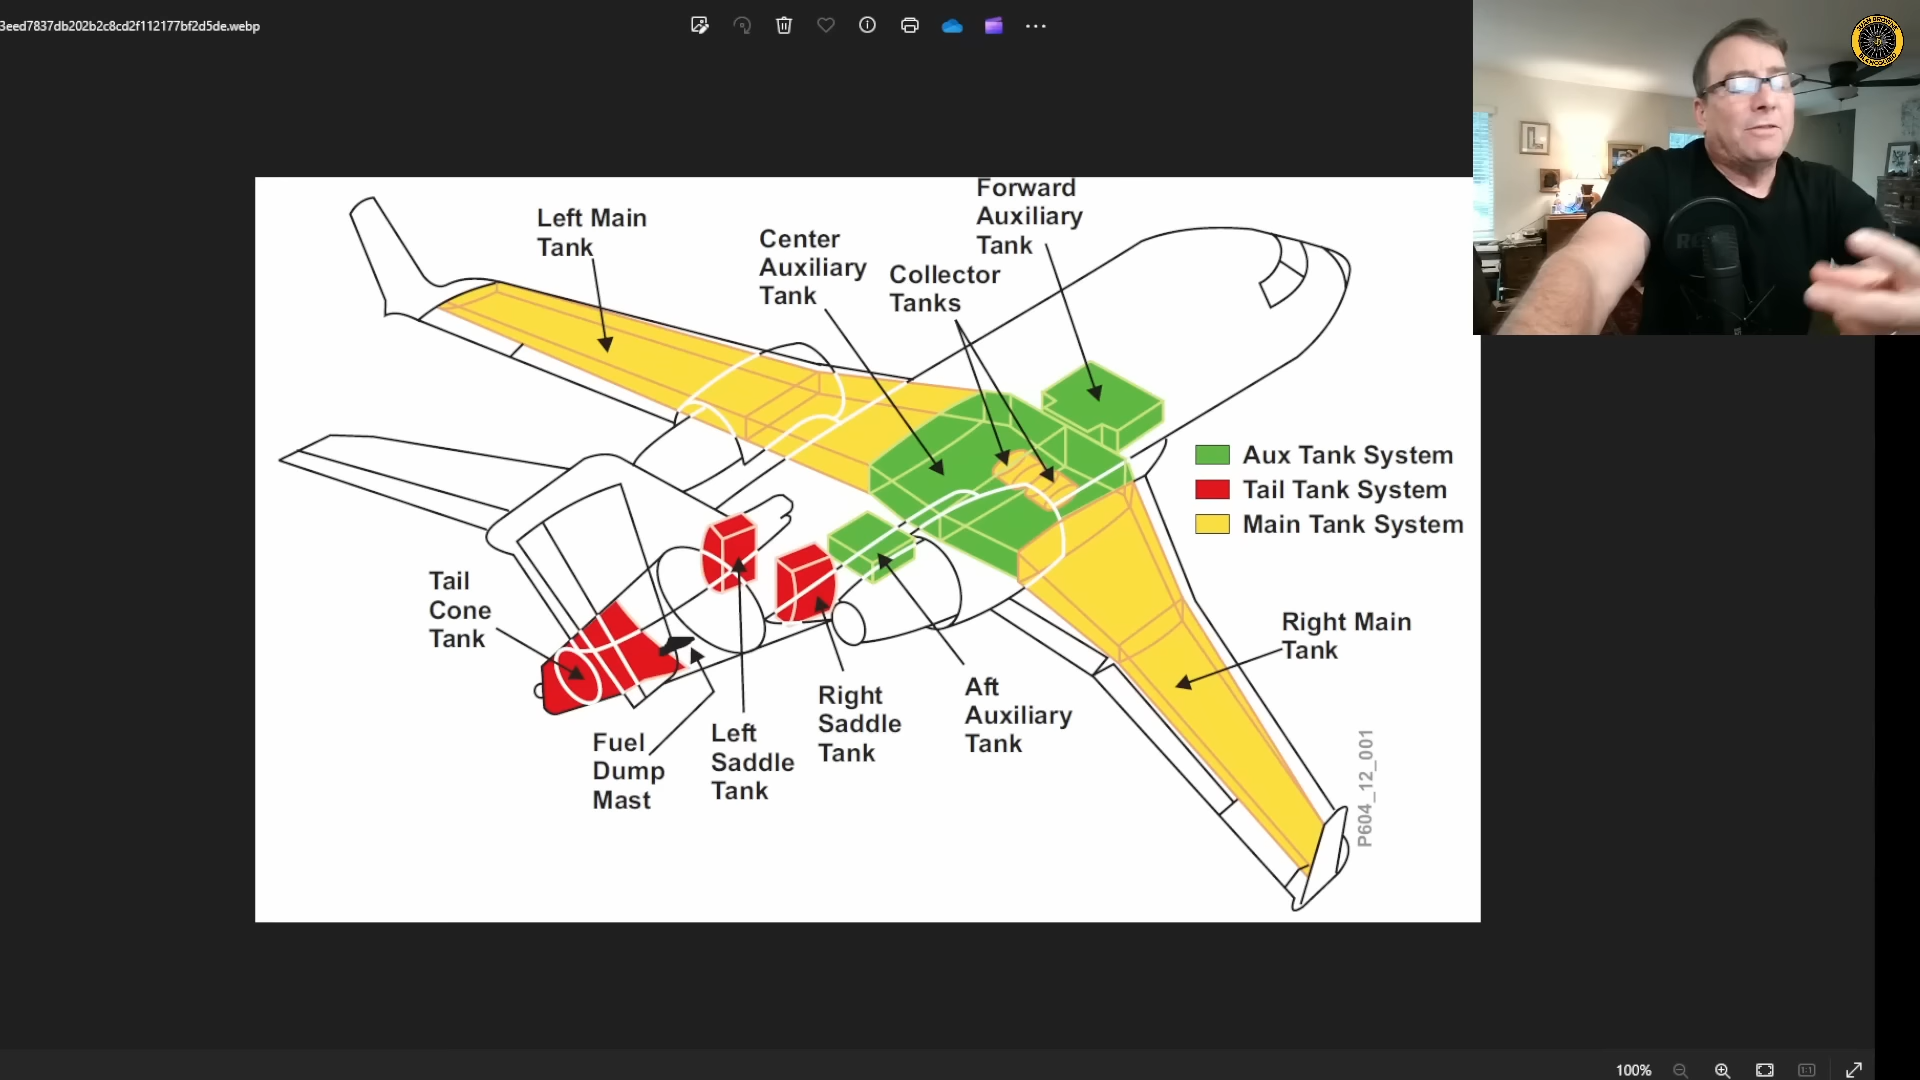 3eed7837db202b2c8cd2f112177bf2d5de.webp
Left Main
Tank
Center
Auxiliary
Tank
Forward
Auxiliary
Tank
Collector
Tanks
Aux Tank System
Tail Tank System
Main Tank System
Tail
Cone
Tank
Right Main
Tank
Fuel
Dump
Mast
Left
Saddle
Tank
Right
Saddle
Tank
Aft
Auxiliary
Tank
P604_12_001
100%
1:1